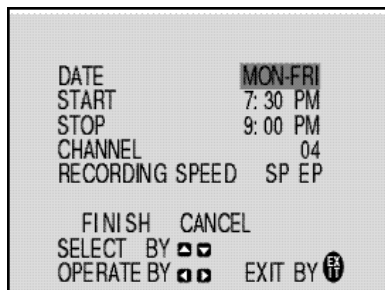 DATE MON-FRI
START 7:30 PM
STOP 9:00 PM
CHANNEL 04
RECORDING SPEED SP EP
FINISH CANCEL
SELECT BY
OPERATE BY EXIT BY EXIT